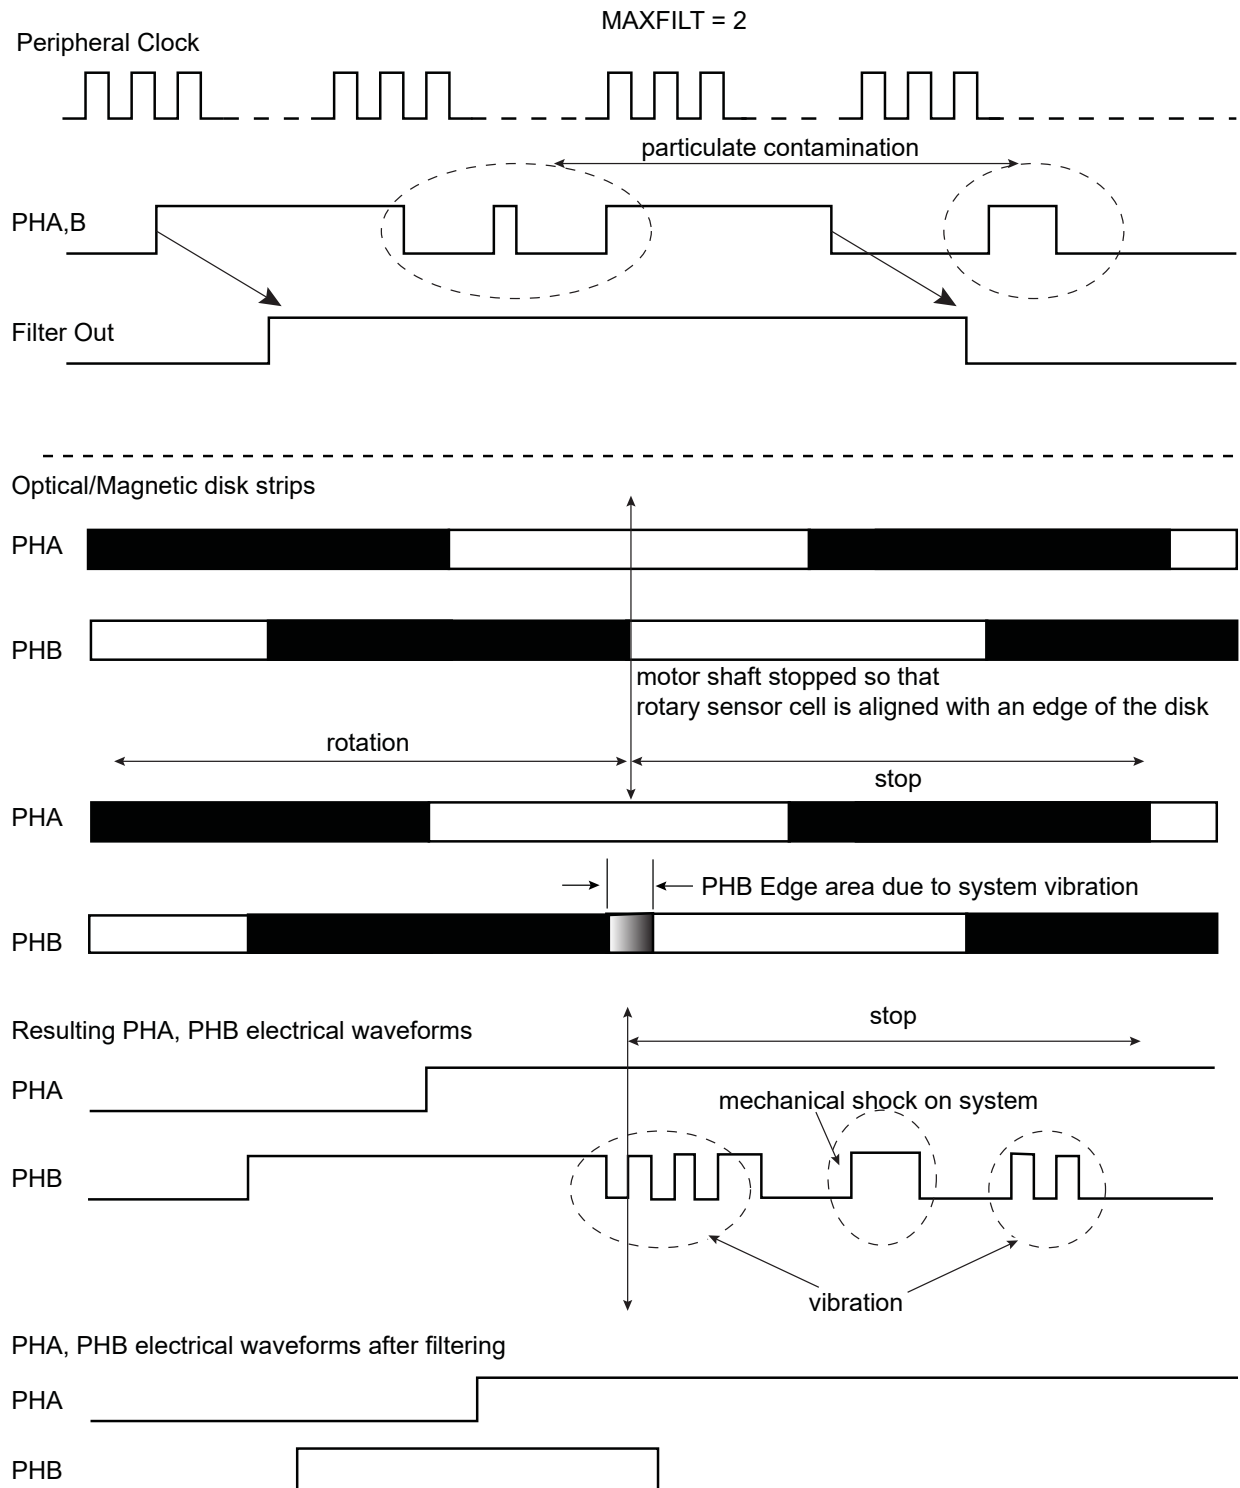 MAXFILT = 2
Peripheral Clock
particulate contamination
PHA,B
Filter Out
Optical/Magnetic disk strips
PHA
PHB
motor shaft stopped so that
rotary sensor cell is aligned with an edge of the disk
rotation
stop
PHA
PHB Edge area due to system vibration
PHB
stop
Resulting PHA, PHB electrical waveforms
PHA
mechanical shock on system
PHB
vibration
PHA, PHB electrical waveforms after filtering
PHA
PHB